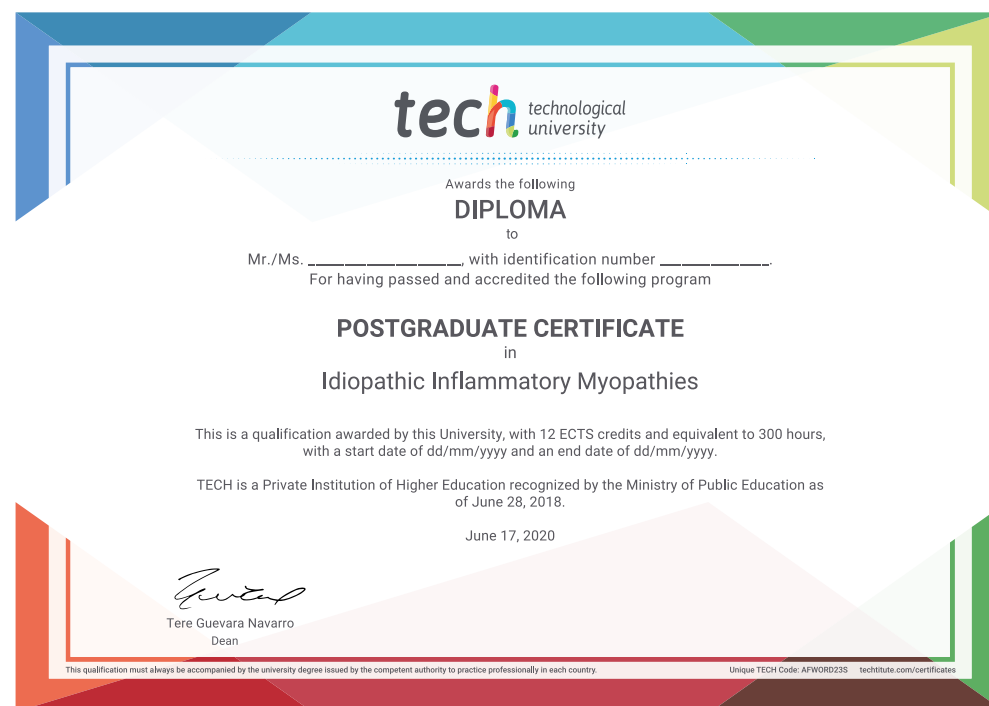 tech technological
university
Awards the following
DIPLOMA
to
Mr./Ms. ____________________, with identification number ______________.
For having passed and accredited the following program
POSTGRADUATE CERTIFICATE
in
Idiopathic Inflammatory Myopathies
This is a qualification awarded by this University, with 12 ECTS credits and equivalent to 300 hours,
with a start date of dd/mm/yyyy and an end date of dd/mm/yyyy.
TECH is a Private Institution of Higher Education recognized by the Ministry of Public Education as
of June 28, 2018.
June 17, 2020
Tere Guevara Navarro
Dean
This qualification must always be accompanied by the university degree issued by the competent authority to practice professionally in each country.
Unique TECH Code: AFWORD23S techtitute.com/certificates